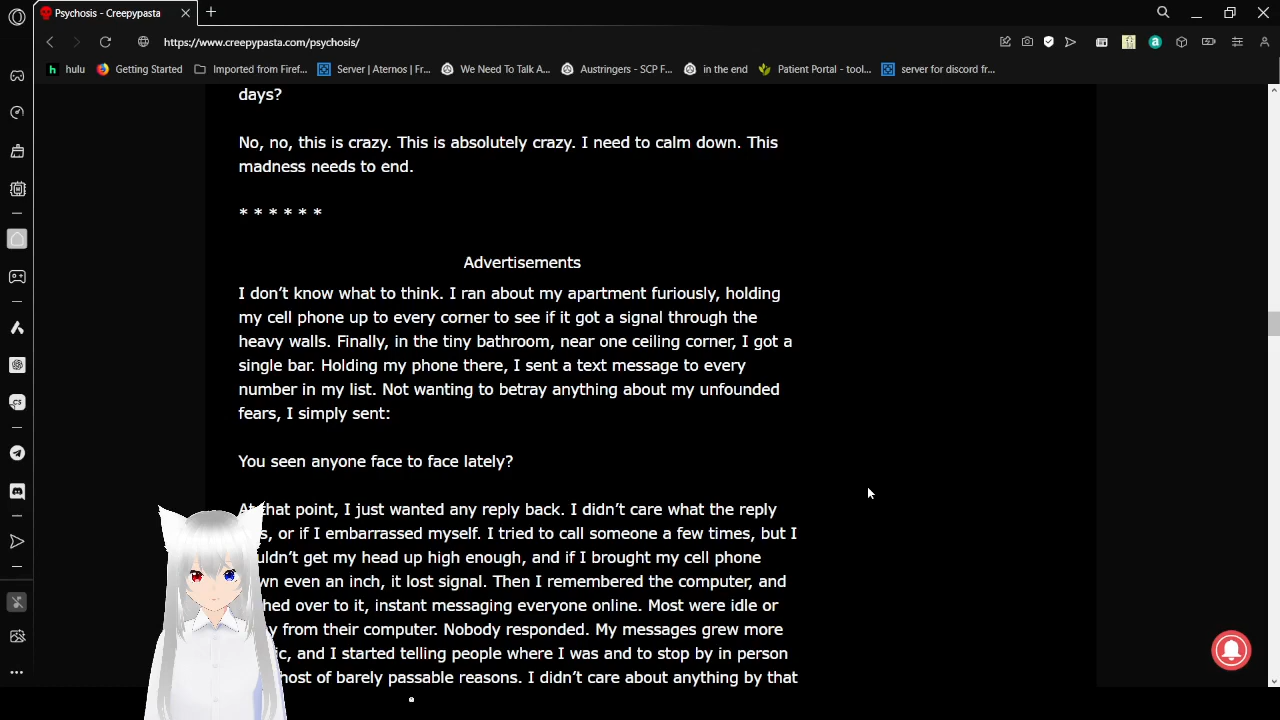 Psychosis - Creepypasta
https://www.creepypasta.com/psychosis/
hulu
Getting Started
Imported from Firef...
Server | Aternos | Fr...
We Need To Talk A...
Austringers - SCP F...
in the end
Patient Portal - tool...
server for discord fr...
days?
No, no, this is crazy. This is absolutely crazy. I need to calm down. This
madness needs to end.
* * * * * *
Advertisements
I don't know what to think. I ran about my apartment furiously, holding
my cell phone up to every corner to see if it got a signal through the
heavy walls. Finally, in the tiny bathroom, near one ceiling corner, I got a
single bar. Holding my phone there, I sent a text message to every
number in my list. Not wanting to betray anything about my unfounded
fears, I simply sent:
You seen anyone face to face lately?
At that point, I just wanted any reply back. I didn't care what the reply
or if I embarrassed myself. I tried to call someone a few times, but I
get my head up high enough, and if I brought my cell phone
even an inch, it lost signal. Then I remembered the computer, and
over to it, instant messaging everyone online. Most were idle or
from their computer. Nobody responded. My messages grew more
and I started telling people where I was and to stop by in person
of barely passable reasons. I didn't care about anything by that